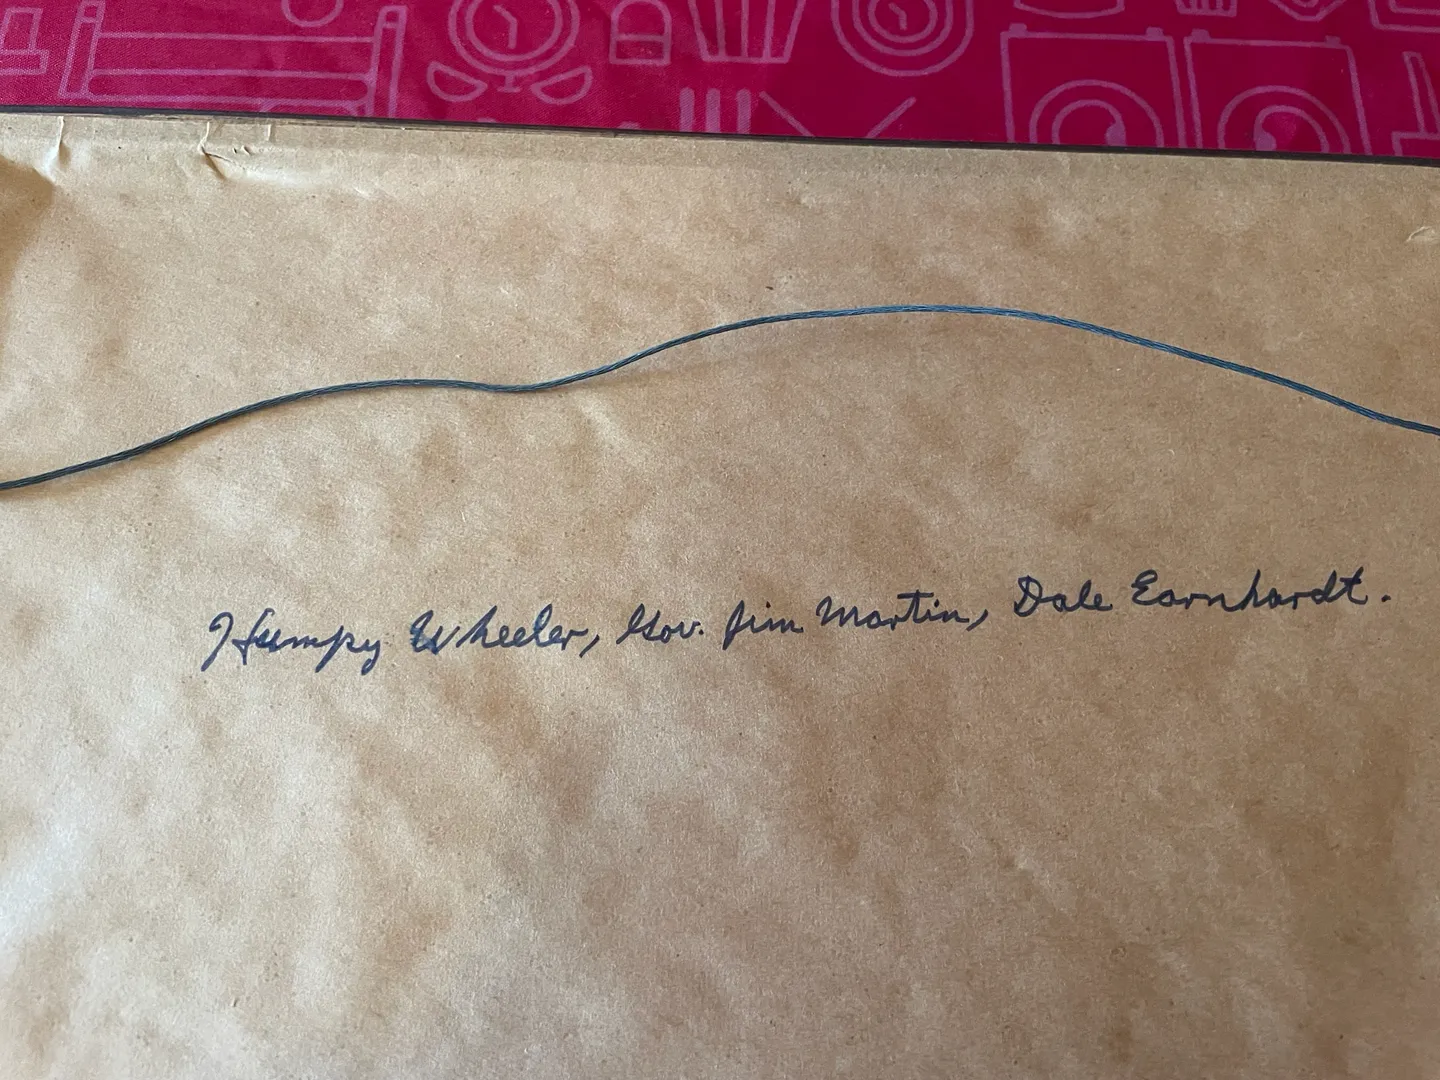 Humpy Wheeler, Gov. Jim Martin, Dale Earnhardt.